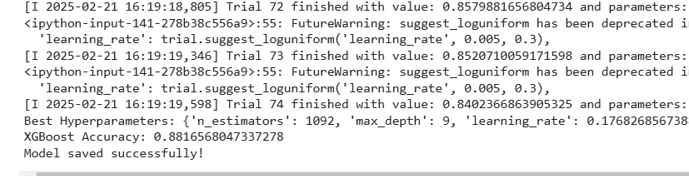 [I 2025-02-21 16:19:18,805] Trial 72 finished with value: 0.8579881656804734 and parameters:
<ipython-input-141-278b38c556a9>:55: FutureWarning: suggest_loguniform has been deprecated i
'learning_rate': trial.suggest_loguniform('learning_rate', 0.005, 0.3),
[I 2025-02-21 16:19:19,346] Trial 73 finished with value: 0.8520710059171598 and parameters:
<ipython-input-141-278b38c556a9>:55: FutureWarning: suggest_loguniform has been deprecated i
'learning_rate': trial.suggest_loguniform('learning_rate', 0.005, 0.3),
[I 2025-02-21 16:19:19,598] Trial 74 finished with value: 0.8402366863905325 and parameters:
Best Hyperparameters: {'n_estimators': 1092, 'max_depth': 9, 'learning_rate': 0.176826856738
XGBoost Accuracy: 0.8816568047337278
Model saved successfully!